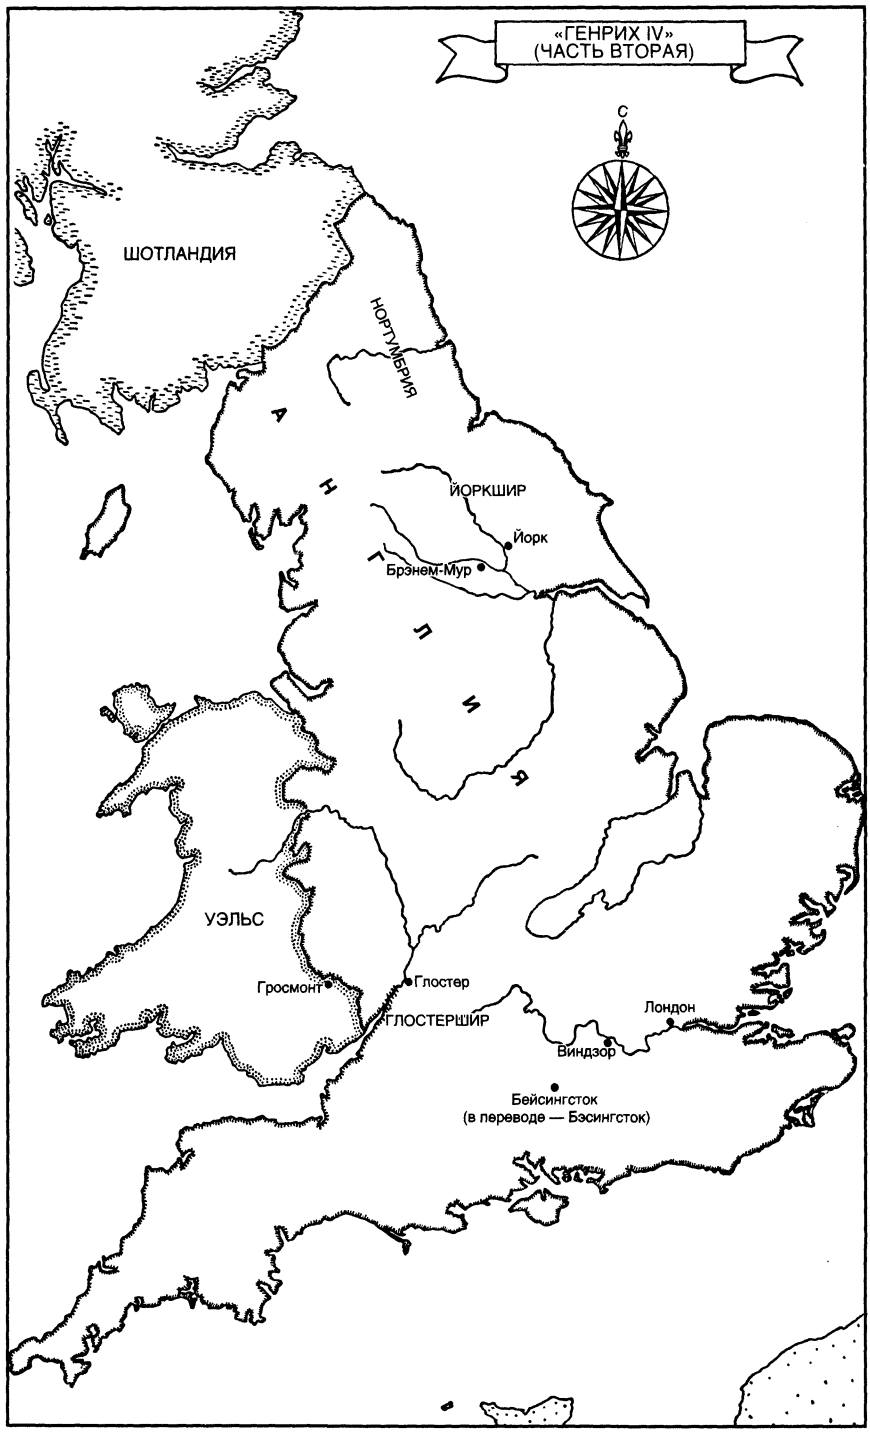 «ГЕНРИХ IV»
(ЧАСТЬ ВТОРАЯ)
С
ШОТЛАНДИЯ
НОРТУМБРИЯ
АНГЛИЯ
ЙОРКШИР
Йорк
Брэнем-Мур
УЭЛЬС
Гросмонт
Глостер
ГЛОСТЕРШИР
Лондон
Виндзор
Бейсингсток
(в переводе — Бэсингсток)